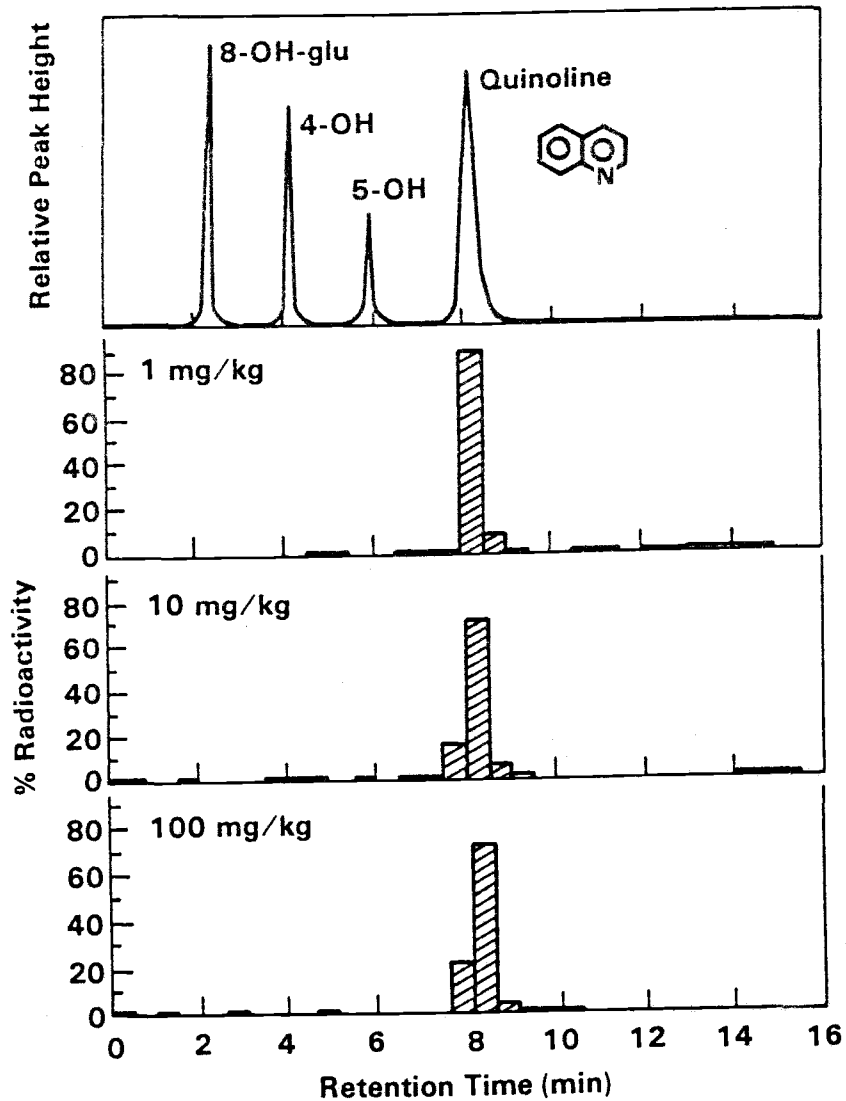 Relative Peak Height
8-OH-glu
4-OH
5-OH
Quinoline
N
% Radioactivity
1 mg/kg
80
60
40
20
0
10 mg/kg
80
60
40
20
0
100 mg/kg
80
60
40
20
0
0 2 4 6 8 10 12 14 16
Retention Time (min)